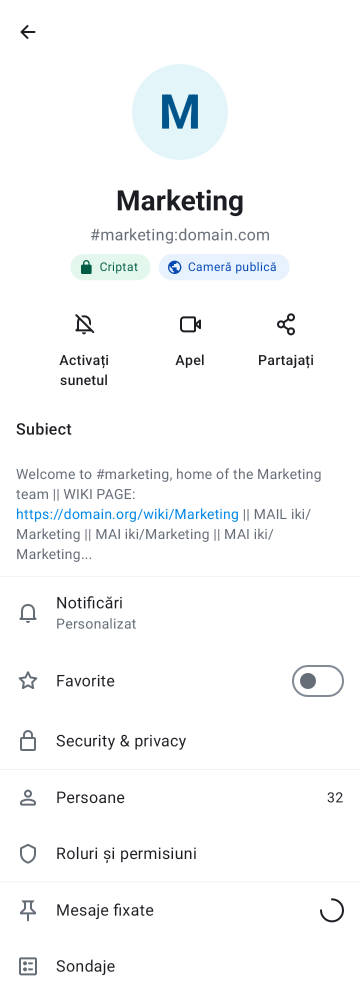 M
Marketing
#marketing:domain.com
Criptat
Cameră publică
Activați
sunetul
Apel
Partajați
Subiect
Welcome to #marketing, home of the Marketing
team || WIKI PAGE:
https://domain.org/wiki/Marketing || MAIL iki/
Marketing || MAI iki/Marketing || MAI iki/
Marketing...
Notificări
Personalizat
Favorite
Security & privacy
Persoane 32
Roluri și permisiuni
Mesaje fixate
Sondaje